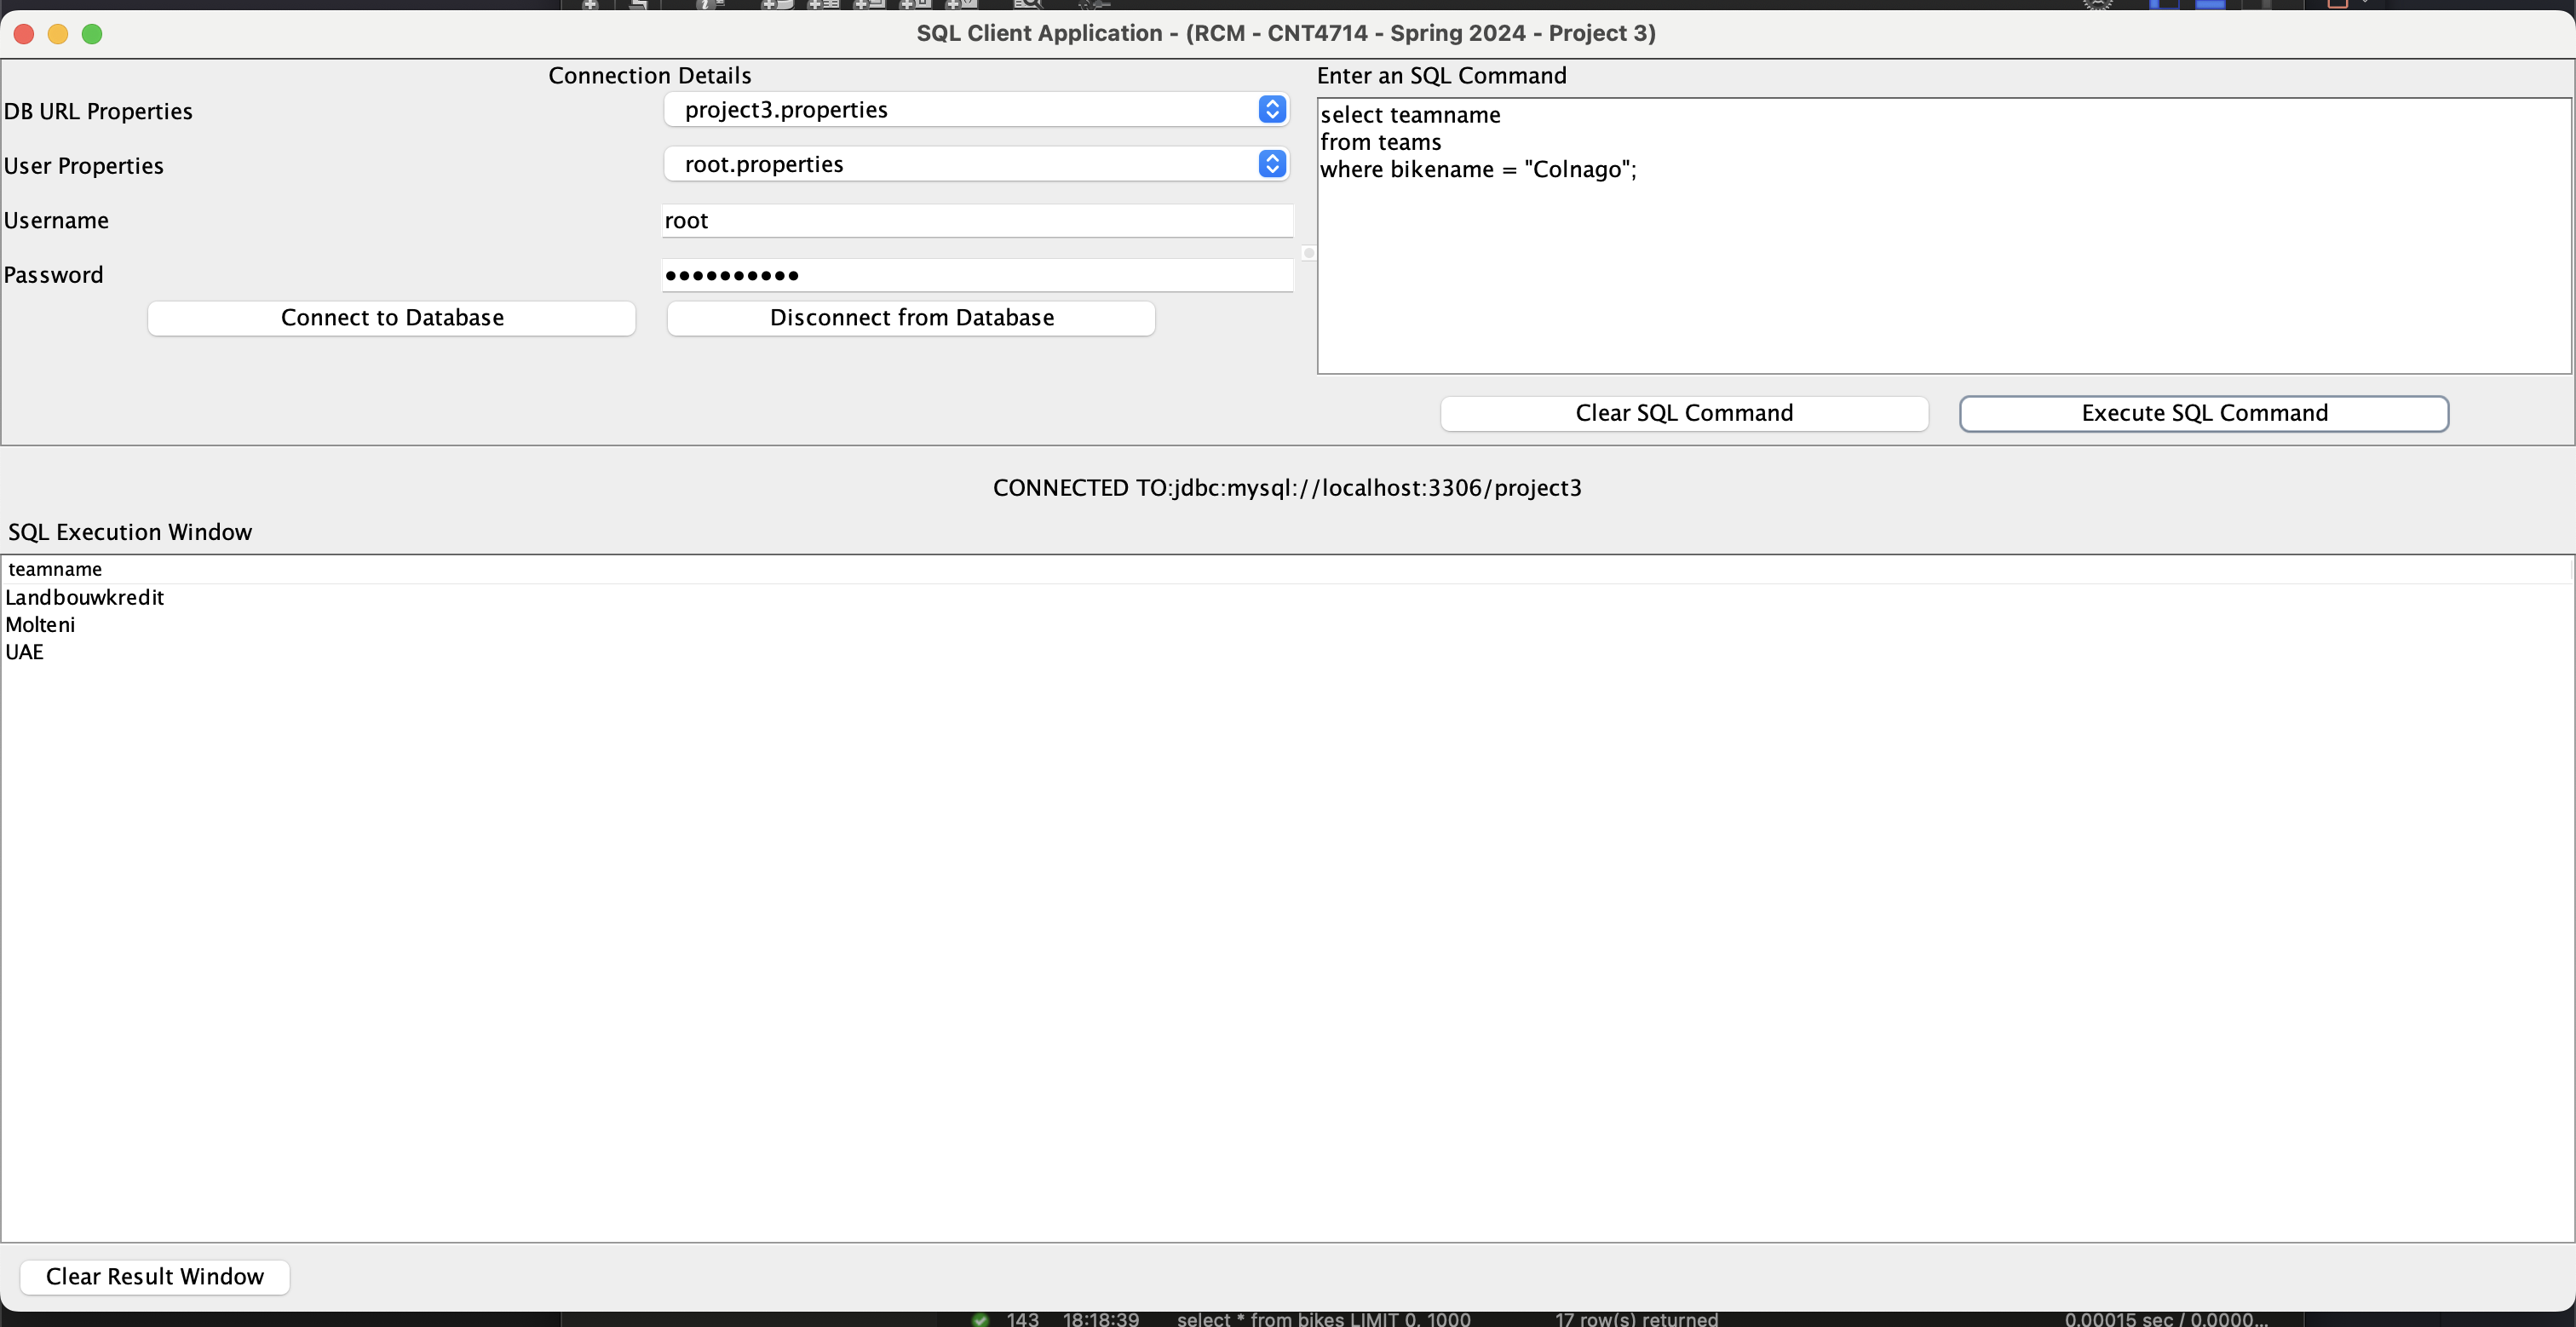 SQL Client Application - (RCM - CNT4714 - Spring 2024 - Project 3)
Connection Details
DB URL Properties
project3.properties
User Properties
root.properties
Username
root
Password
Connect to Database
Disconnect from Database
Enter an SQL Command
select teamname
from teams
where bikename = "Colnago";
Clear SQL Command
Execute SQL Command
CONNECTED TO:jdbc:mysql://localhost:3306/project3
SQL Execution Window
teamname
Landbouwkredit
Molteni
UAE
Clear Result Window
143 18:18:39 select * from bikes LIMIT 0, 1000 17 row(s) returned 0.00015 sec / 0.0000...